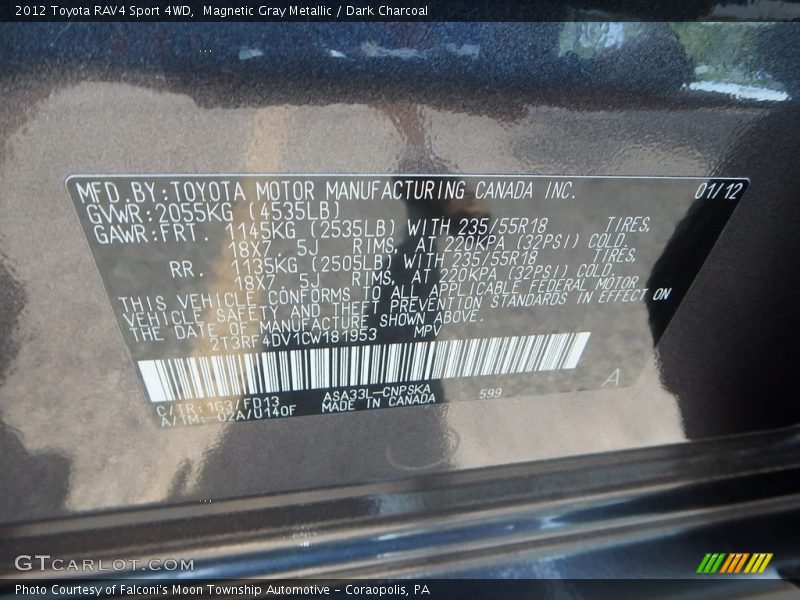 2012 Toyota RAV4 Sport 4WD,  Magnetic Gray Metallic / Dark Charcoal
MFD.BY:TOYOTA MOTOR MANUFACTURING CANADA INC. 01/12
GVWR:2055KG (4535LB)
GAWR:FRT. 1145KG (2535LB) WITH 235/55R18 TIRES,
18X7 5J RIMS, AT 220KPA (32PSI) COLD.
RR. 1135KG (2505LB) WITH 235/55R18 TIRES,
18X7 5J RIMS, AT 220KPA (32PSI) COLD.
THIS VEHICLE CONFORMS TO ALL APPLICABLE FEDERAL MOTOR
VEHICLE SAFETY AND THEFT PREVENTION STANDARDS IN EFFECT ON
THE DATE OF MANUFACTURE SHOWN ABOVE.
2T3RF4DV1CW181953 MPV
C/TR:1G3/FD13 ASA33L-CNPSKA 599 A
A/TM:-02A/U140F MADE IN CANADA
GTCARLOT.COM
Photo Courtesy of Falconi's Moon Township Automotive - Coraopolis, PA